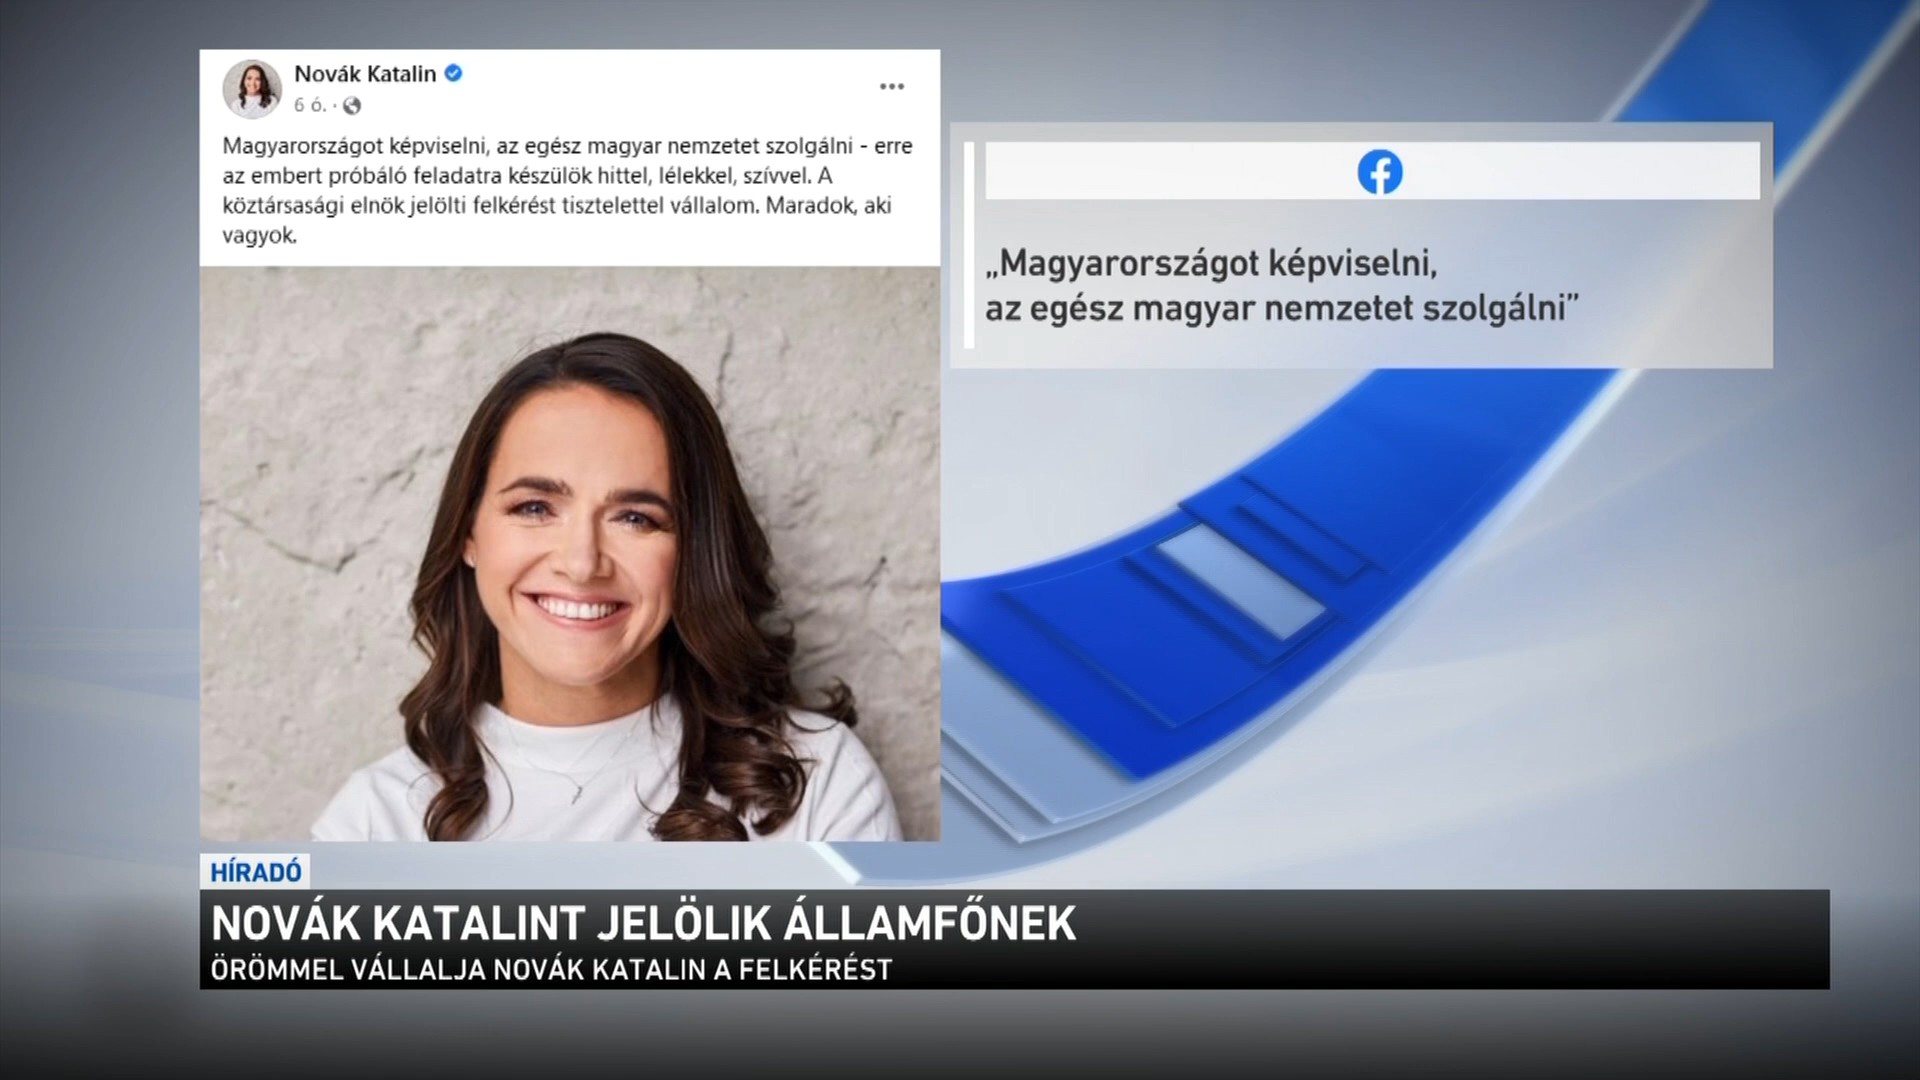 Novák Katalin
6 ó. ·
Magyarországot képviselni, az egész magyar nemzetet szolgálni - erre
az embert próbáló feladatra készülök hittel, lélekkel, szívvel. A
köztársasági elnök jelölti felkérést tisztelettel vállalom. Maradok, aki
vagyok.
„Magyarországot képviselni,
az egész magyar nemzetet szolgálni”
HÍRADÓ
NOVÁK KATALINT JELÖLIK ÁLLAMFŐNEK
ÖRÖMMEL VÁLLALJA NOVÁK KATALIN A FELKÉRÉST